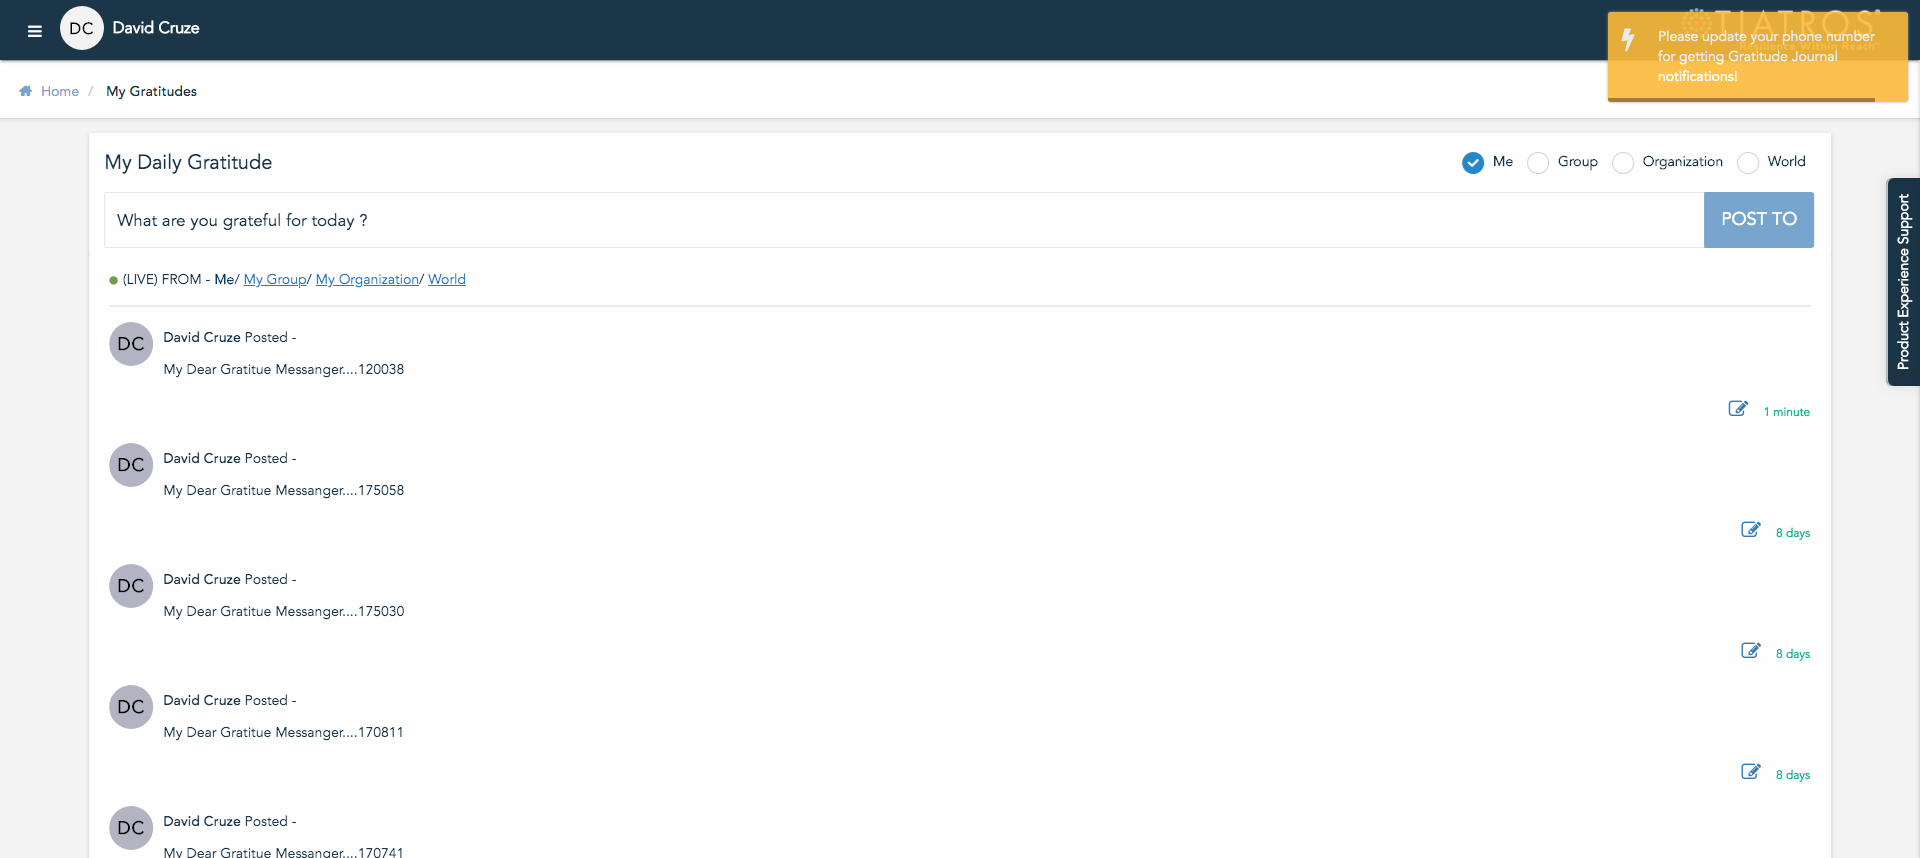 DC David Cruze
TIATROS
Resilience Within Reach
Please update your phone number
for getting Gratitude Journal
notifications!
Home / My Gratitudes
My Daily Gratitude
Me Group Organization World
What are you grateful for today ?
POST TO
(LIVE) FROM - Me/ My Group/ My Organization/ World
Product Experience Support
DC David Cruze Posted -
My Dear Gratitue Messanger....120038
1 minute
DC David Cruze Posted -
My Dear Gratitue Messanger....175058
8 days
DC David Cruze Posted -
My Dear Gratitue Messanger....175030
8 days
DC David Cruze Posted -
My Dear Gratitue Messanger....170811
8 days
DC David Cruze Posted -
My Dear Gratitue Messanger....170741